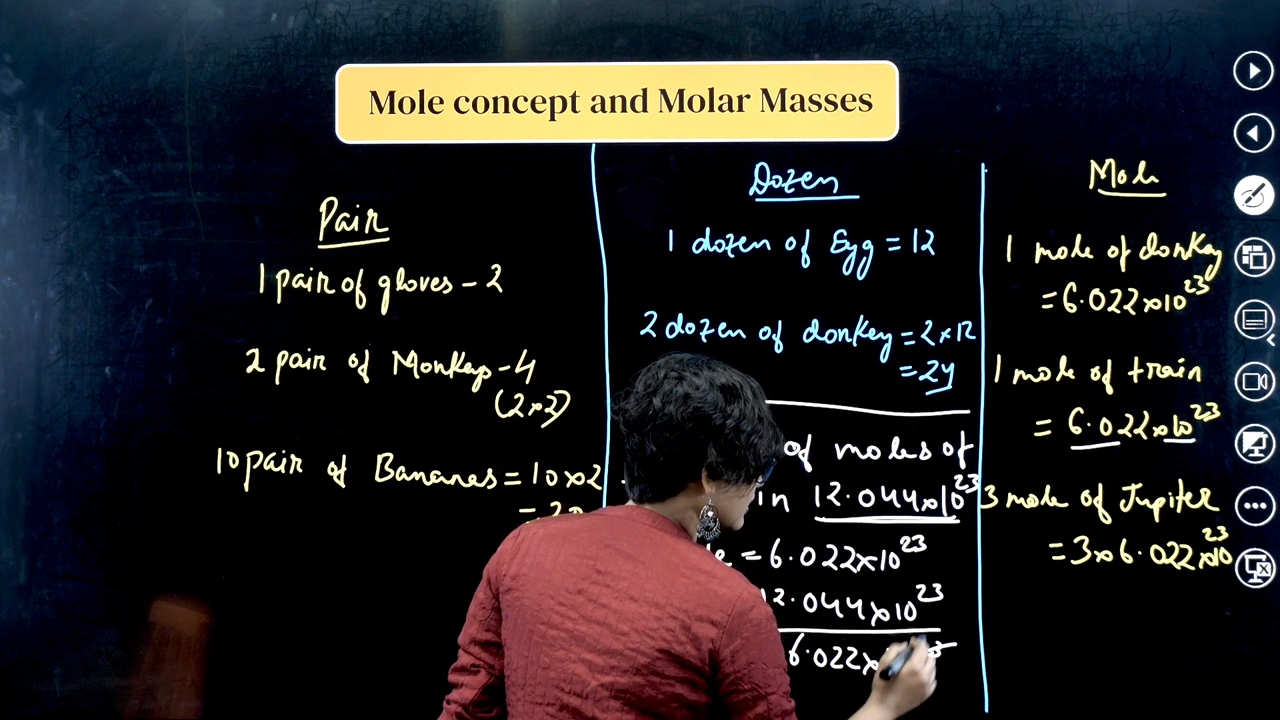 Mole concept and Molar Masses
Pair
1 pair of gloves - 2
2 pair of Monkeys - 4
(2×2)
10 pair of Bananas = 10×2
= 20
Dozen
1 dozen of Egg = 12
2 dozen of donkey = 2×12
= 24
of moles of
in 12.044×10²³
= 6.022×10²³
12.044×10²³
6.022×
Mole
1 mole of donkey
= 6.022×10²³
1 mole of train
= 6.022×10²³
3 mole of Jupiter
= 3×6.022×10²³